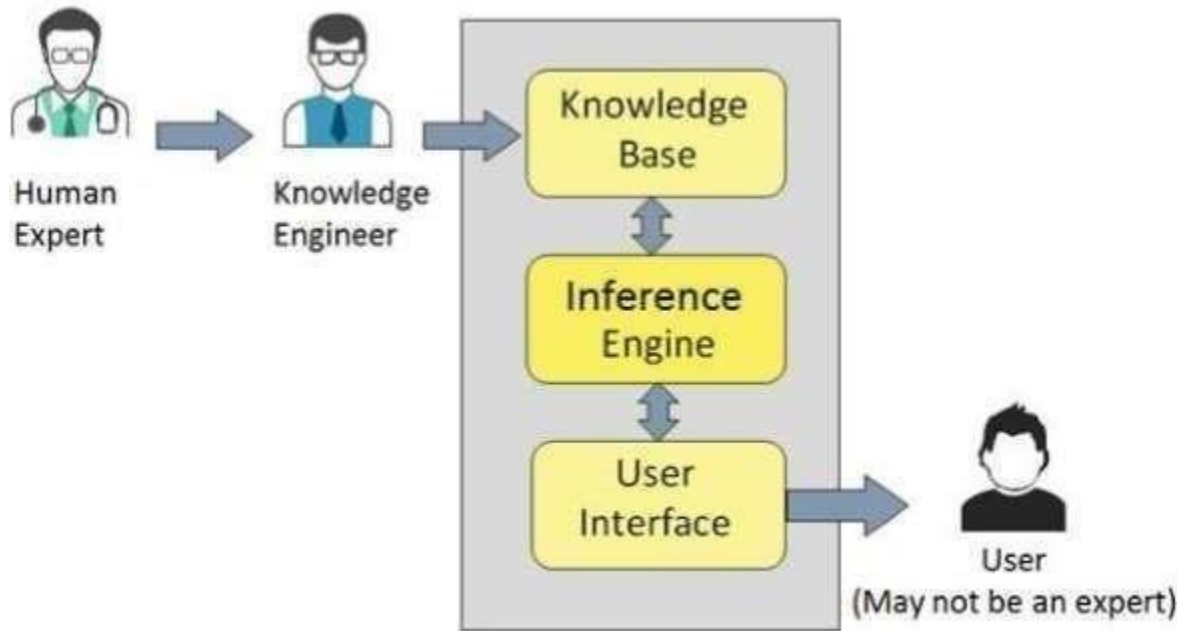 Human
Expert
Knowledge
Engineer
Knowledge
Base
Inference
Engine
User
Interface
User
(May not be an expert)